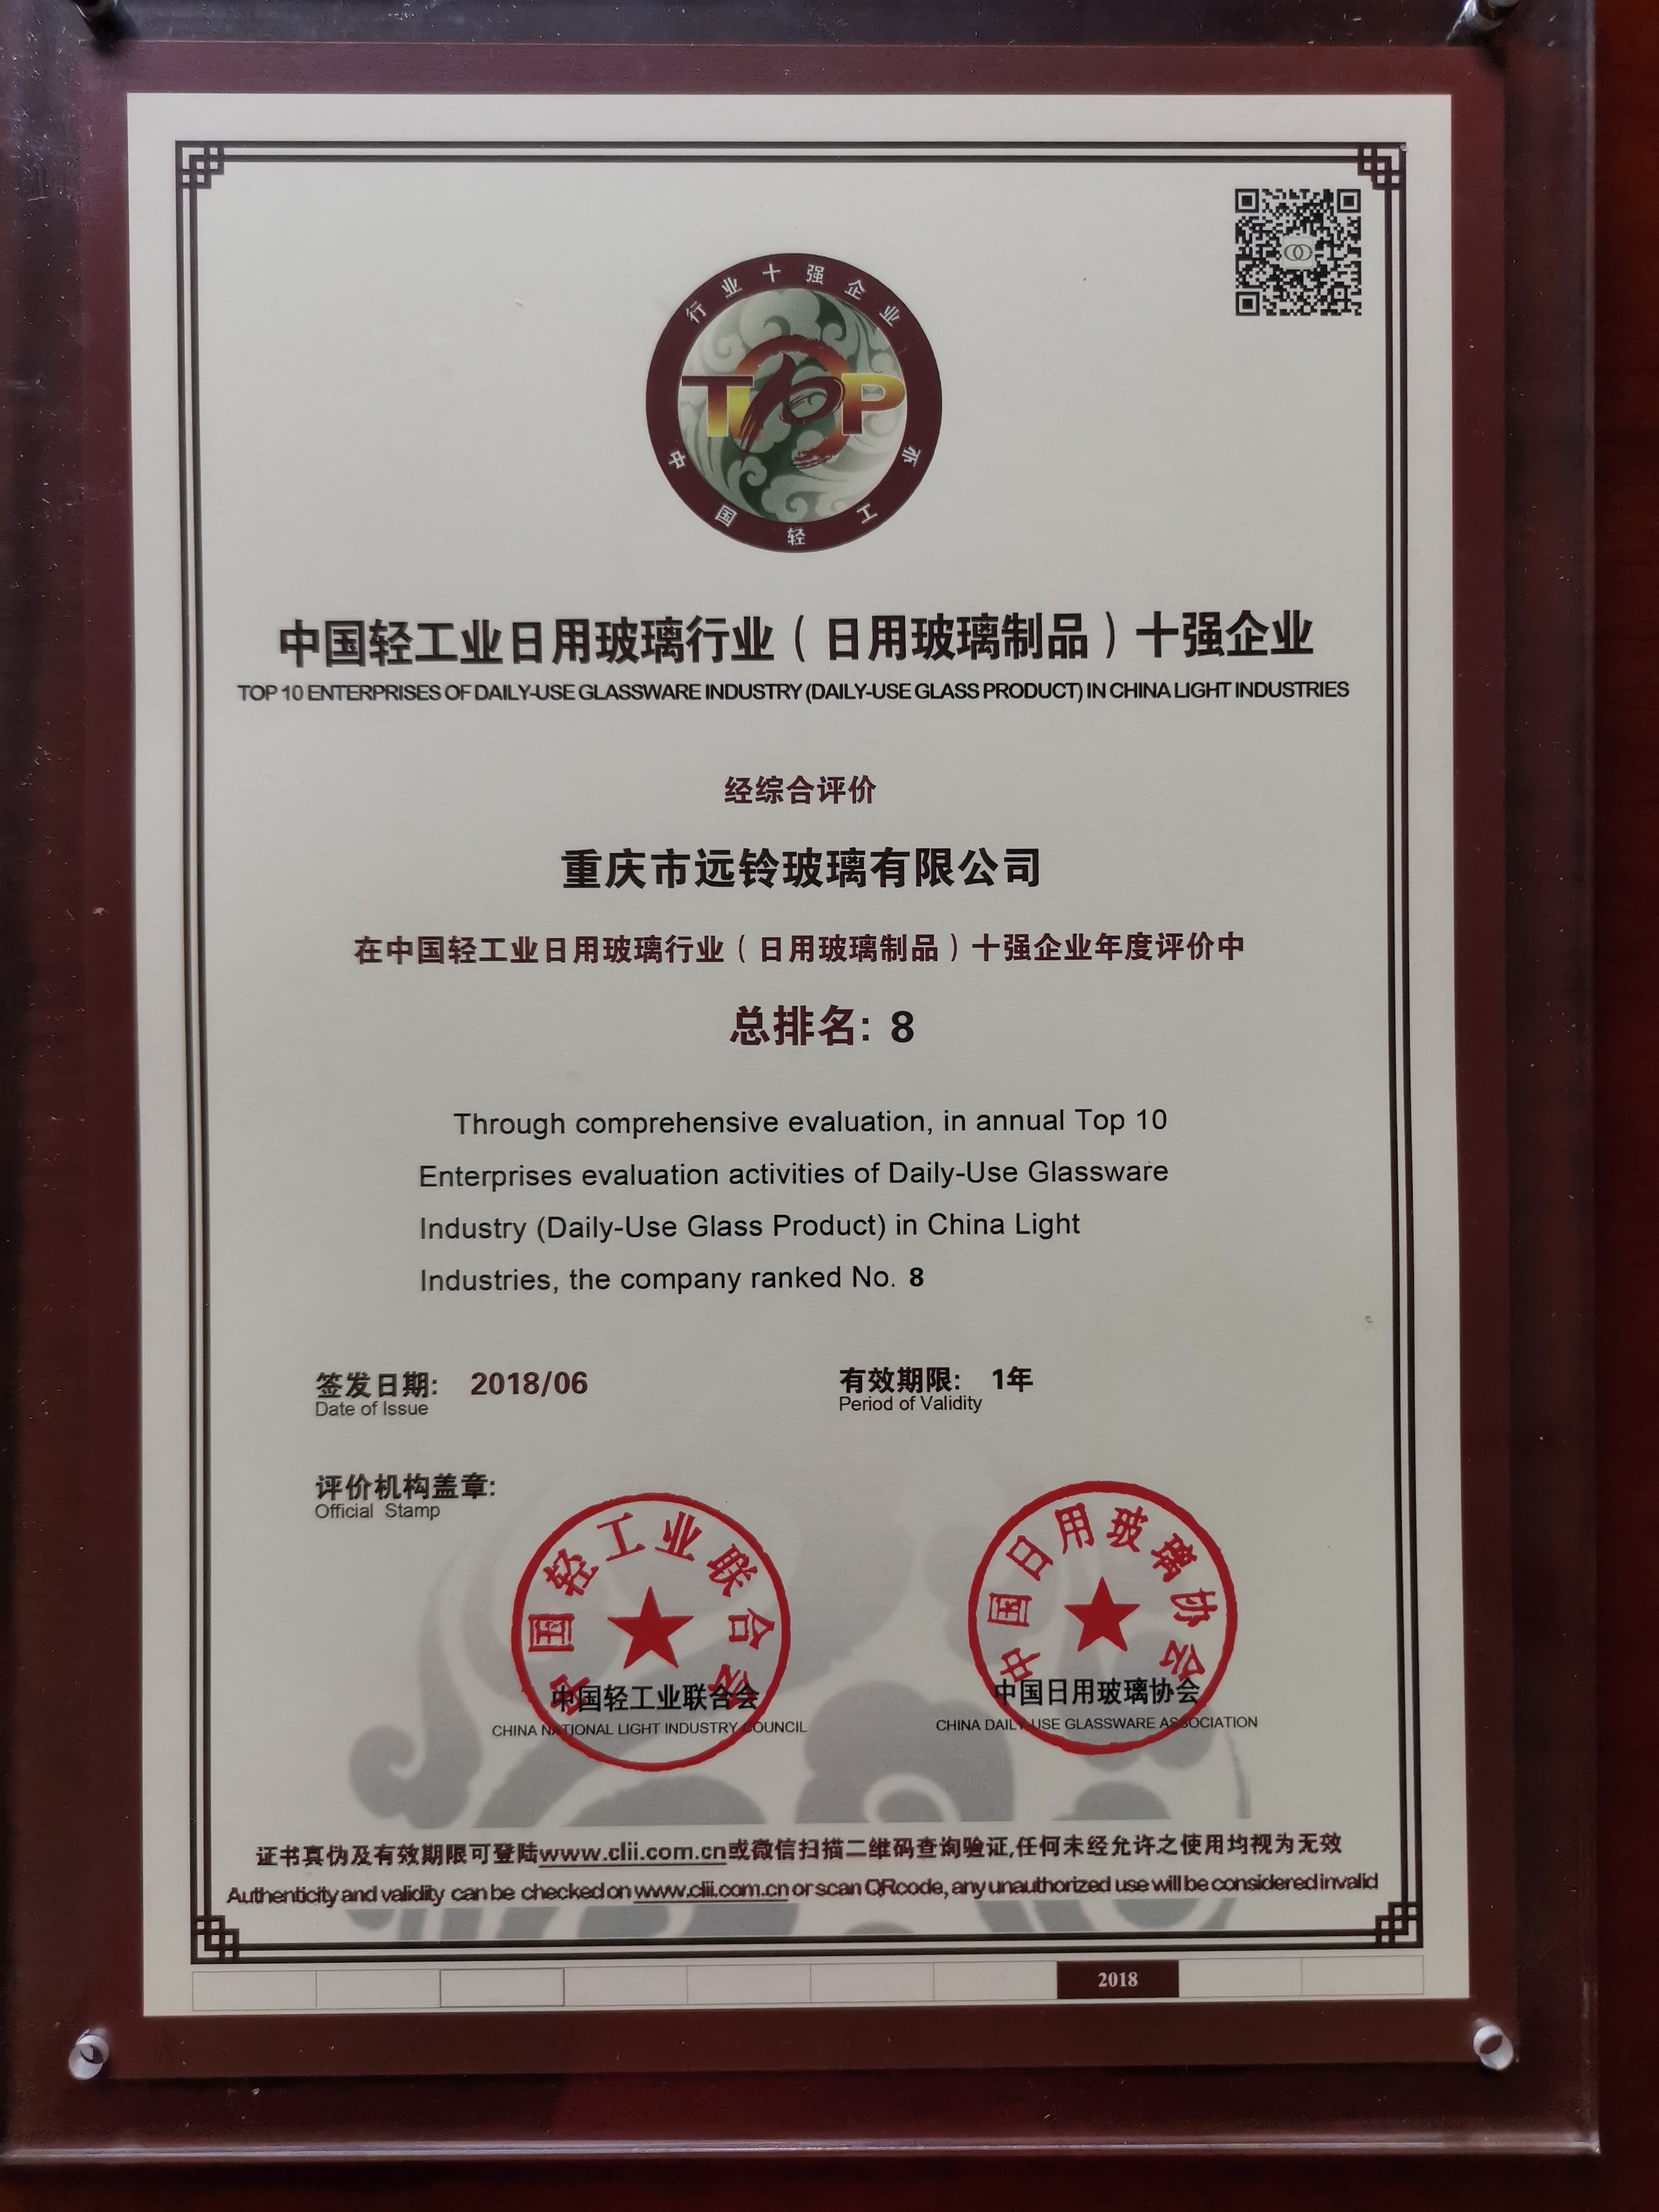 行业十强企业
TOP
10
中国轻工业
中国轻工业日用玻璃行业（日用玻璃制品）十强企业
TOP 10 ENTERPRISES OF DAILY-USE GLASSWARE INDUSTRY (DAILY-USE GLASS PRODUCT) IN CHINA LIGHT INDUSTRIES
经综合评价
重庆市远铃玻璃有限公司
在中国轻工业日用玻璃行业（日用玻璃制品）十强企业年度评价中
总排名: 8
Through comprehensive evaluation, in annual Top 10
Enterprises evaluation activities of Daily-Use Glassware
Industry (Daily-Use Glass Product) in China Light
Industries, the company ranked No. 8
签发日期: 2018/06
Date of Issue
有效期限: 1年
Period of Validity
评价机构盖章:
Official Stamp
中国轻工业联合会
中国轻工业联合会
CHINA NATIONAL LIGHT INDUSTRY COUNCIL
中国日用玻璃协会
中国日用玻璃协会
CHINA DAILY-USE GLASSWARE ASSOCIATION
证书真伪及有效期限可登陆www.clii.com.cn或微信扫描二维码查询验证,任何未经允许之使用均视为无效
Authenticity and validity can be checked on www.clii.com.cn or scan QRcode, any unauthorized use will be considered invalid
2018